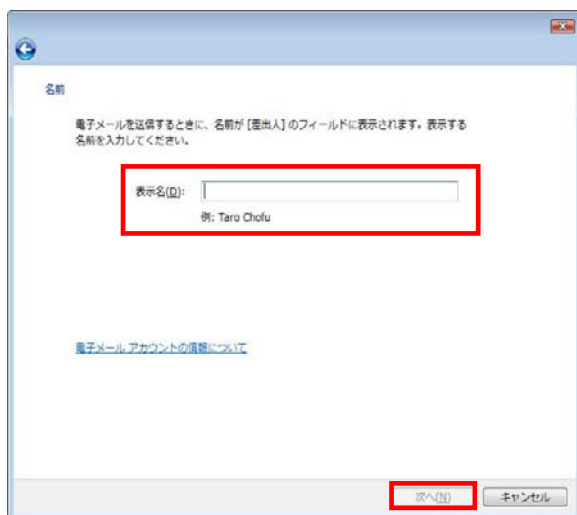 名前
電子メールを送信するときに、名前が [差出人] のフィールドに表示されます。表示する
名前を入力してください。
表示名(D):
例: Taro Chofu
電子メール アカウントの情報について
次へ(N)
キャンセル